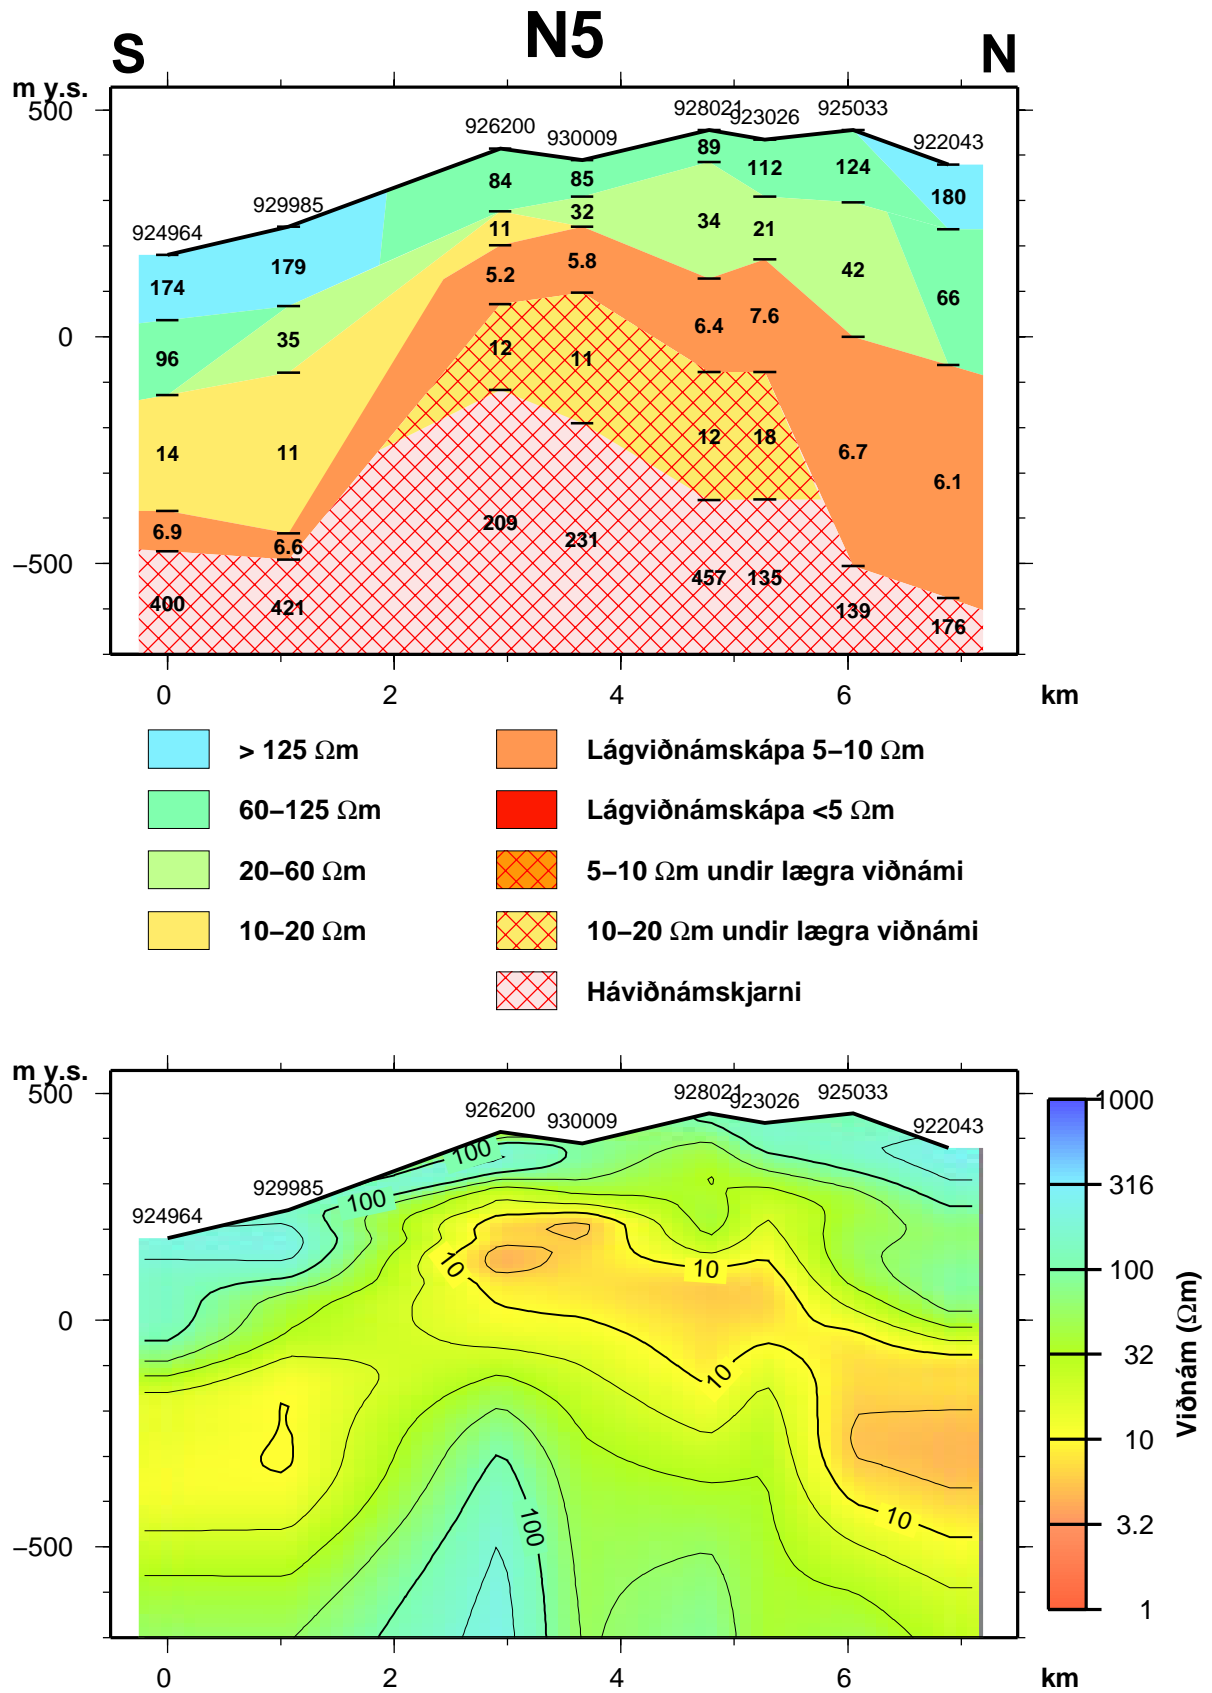 N5
S N
m y.s.
500
0
−500
924964 929985 926200 930009 928021 923026 925033 922043
174 179 84 85 89 112 124 180
96 35 11 32 34 21 42 66
14 11 5.2 5.8 6.4 7.6 6.7 6.1
6.9 6.6 12 11 12 18
400 421 209 231 457 135 139 176
0 2 4 6 km
> 125 Ωm
60−125 Ωm
20−60 Ωm
10−20 Ωm
Lágviðnámskápa 5−10 Ωm
Lágviðnámskápa <5 Ωm
5−10 Ωm undir lægra viðnámi
10−20 Ωm undir lægra viðnámi
Háviðnámskjarni
m y.s.
500
0
−500
924964 929985 926200 930009 928021 923026 925033 922043
100
100
10
10
10
10
100
0 2 4 6 km
1000
316
100
32
10
3.2
1
Viðnám (Ωm)